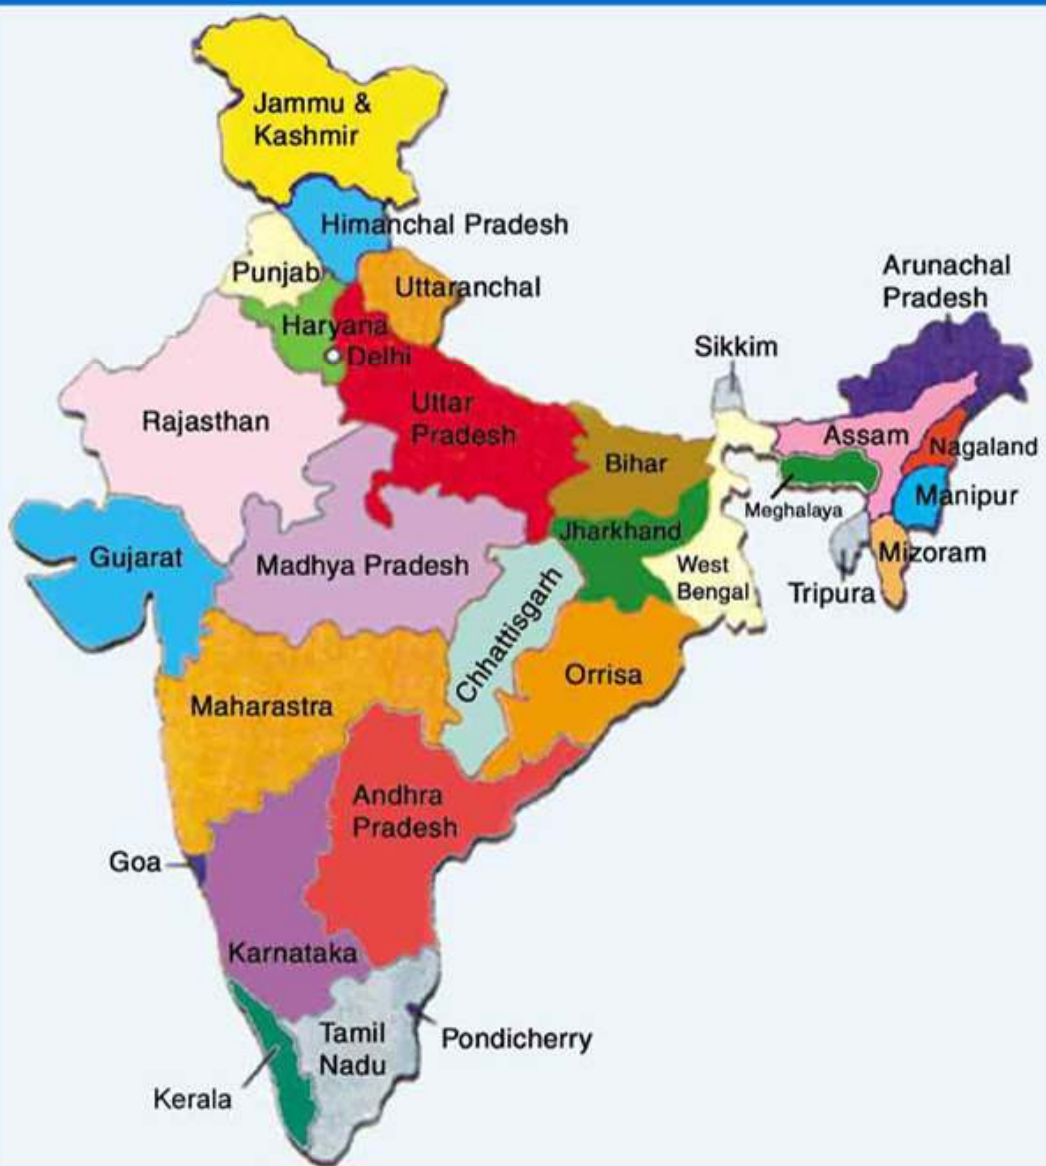 Jammu &
Kashmir
Himanchal Pradesh
Punjab
Uttaranchal
Arunachal
Pradesh
Haryana
Delhi
Sikkim
Rajasthan
Uttar
Pradesh
Bihar
Assam
Nagaland
Meghalaya
Manipur
Jharkhand
Gujarat
Madhya Pradesh
West
Bengal
Mizoram
Tripura
Chhattisgarh
Orrisa
Maharastra
Andhra
Pradesh
Goa
Karnataka
Tamil
Nadu
Pondicherry
Kerala